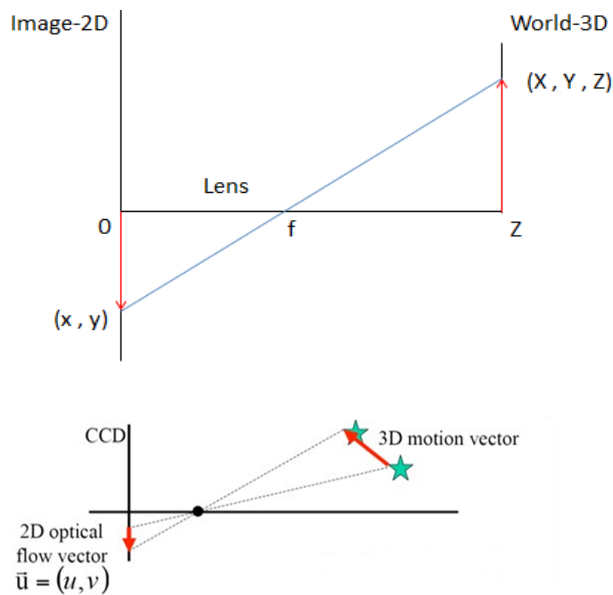 Image-2D
World-3D
(X , Y , Z)
Lens
0
f
Z
(x , y)
CCD
3D motion vector
2D optical
flow vector
u⃗ = (u, v)